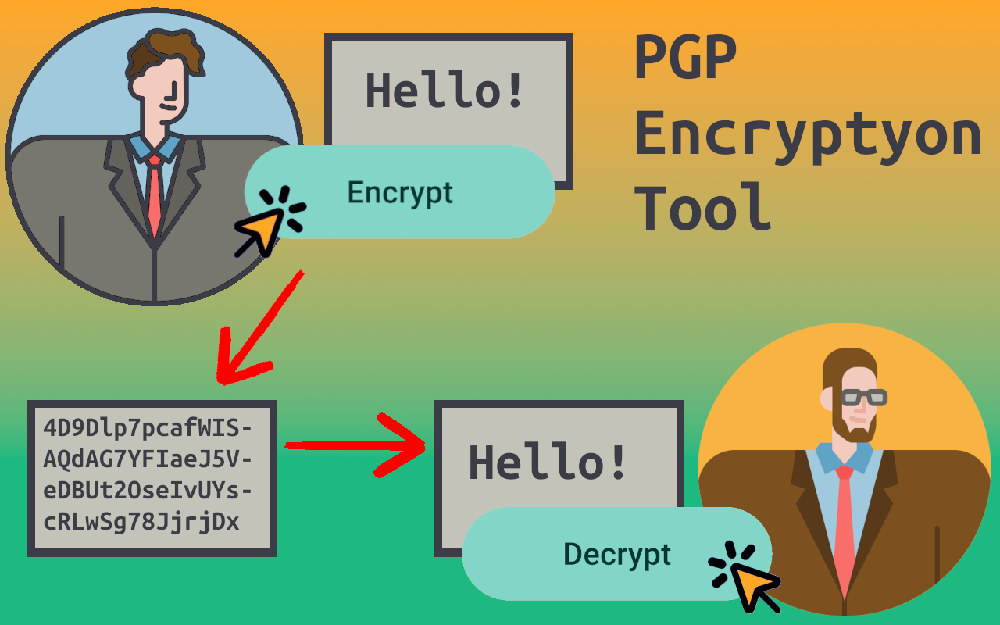 Hello!
Encrypt
PGP
Encryptyon
Tool
4D9Dlp7pcafWIS-
AQdAG7YFIaeJ5V-
eDBUt2OseIvUYs-
cRLwSg78JjrjDx
Hello!
Decrypt